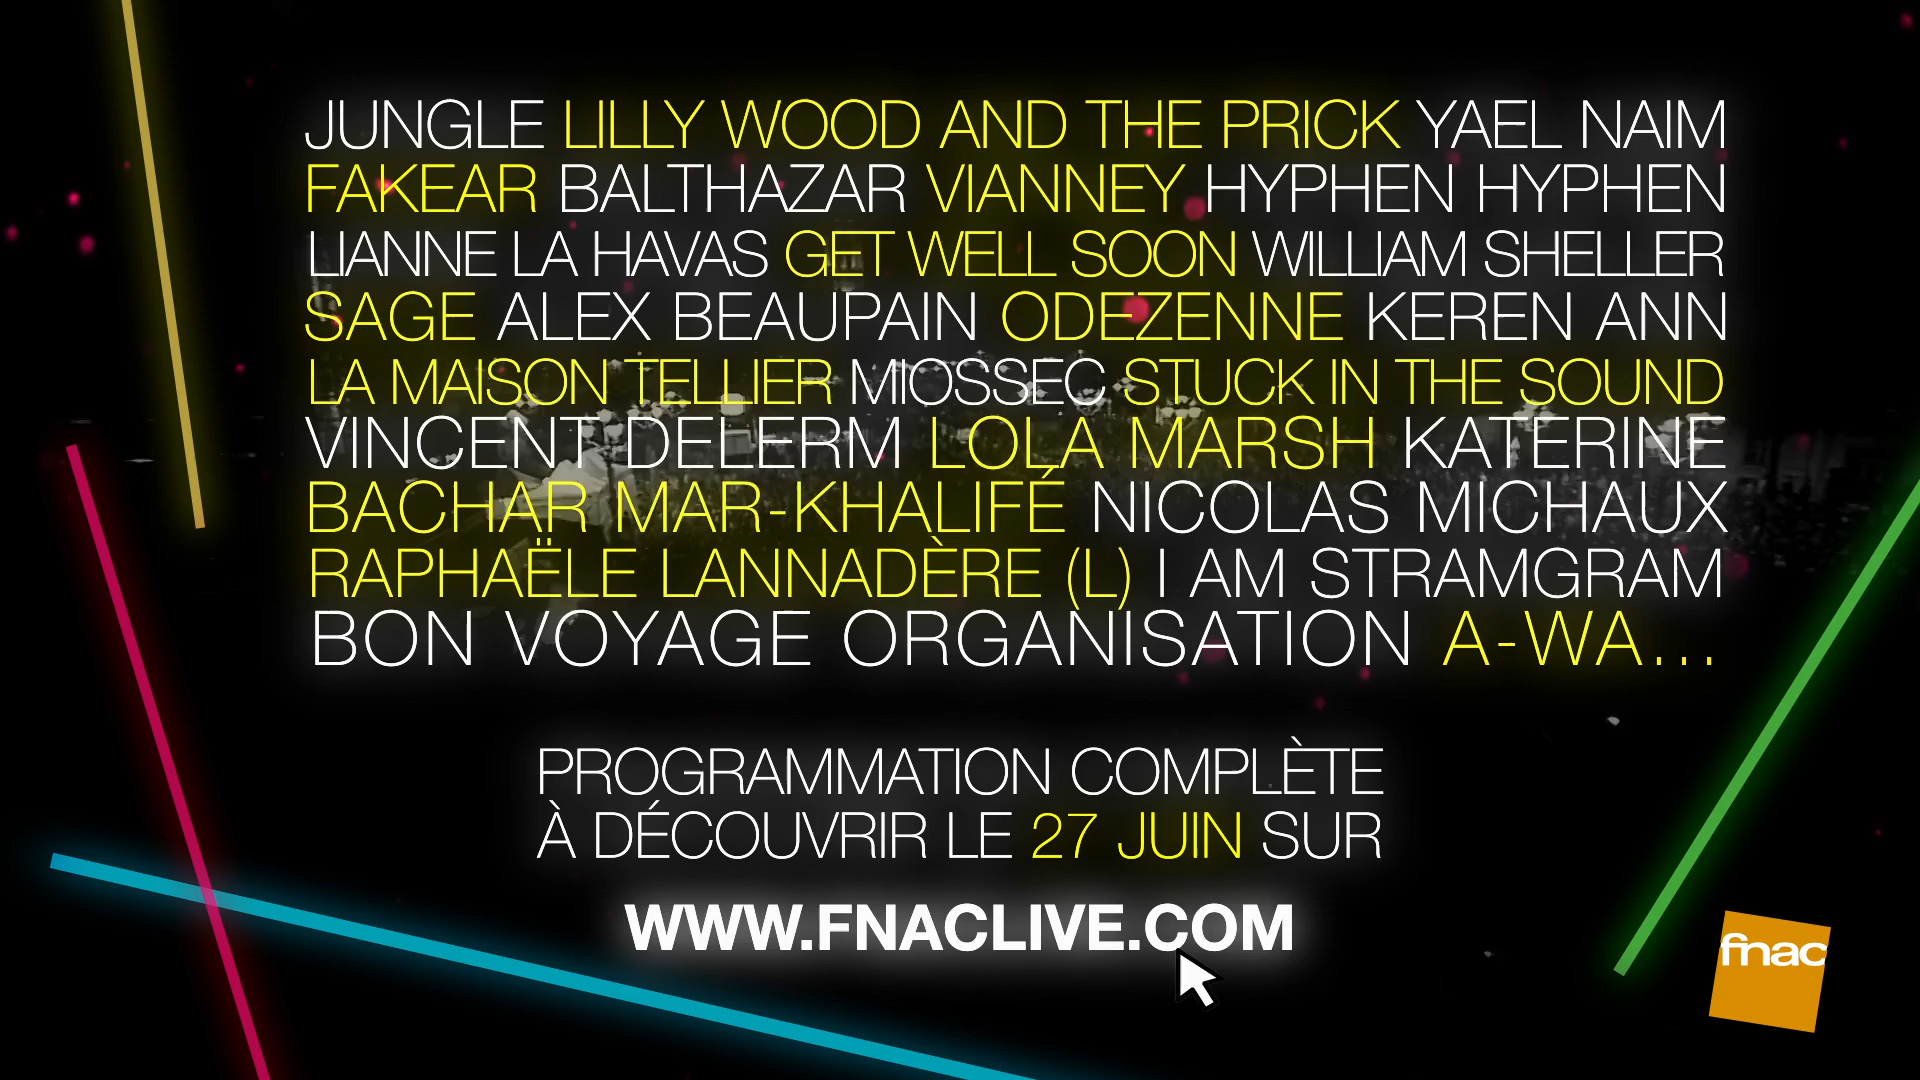 JUNGLE LILLY WOOD AND THE PRICK YAEL NAIM
FAKEAR BALTHAZAR VIANNEY HYPHEN HYPHEN
LIANNE LA HAVAS GET WELL SOON WILLIAM SHELLER
SAGE ALEX BEAUPAIN ODEZENNE KEREN ANN
LA MAISON TELLIER MIOSSEC STUCK IN THE SOUND
VINCENT DELERM LOLA MARSH KATERINE
BACHAR MAR-KHALIFÉ NICOLAS MICHAUX
RAPHAËLE LANNADÈRE (L) I AM STRAMGRAM
BON VOYAGE ORGANISATION A-WA...
PROGRAMMATION COMPLÈTE
À DÉCOUVRIR LE 27 JUIN SUR
WWW.FNACLIVE.COM
fnac